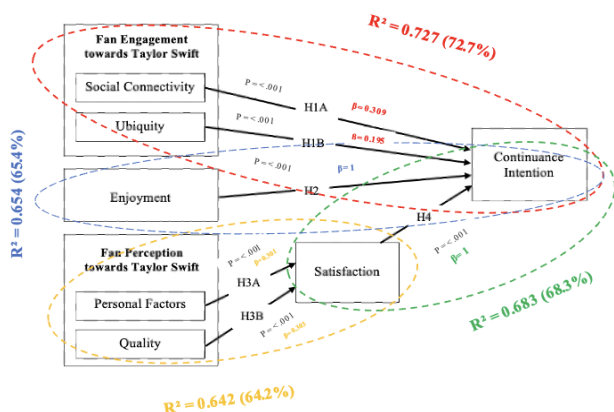 R² = 0.727 (72.7%)
Fan Engagement
towards Taylor Swift
Social Connectivity
P = <.001
H1A
β=0.309
Ubiquity
P = <.001
H1B
β=0.195
Continuance
Intention
R² = 0.654 (65.4%)
P = <.001
Enjoyment
H2
β=1
H4
P = <.001
β=1
Fan Perception
towards Taylor Swift
P = <.001
H3A
Satisfaction
Personal Factors
H3B
P = <.001
Quality
R² = 0.683 (68.3%)
R² = 0.642 (64.2%)